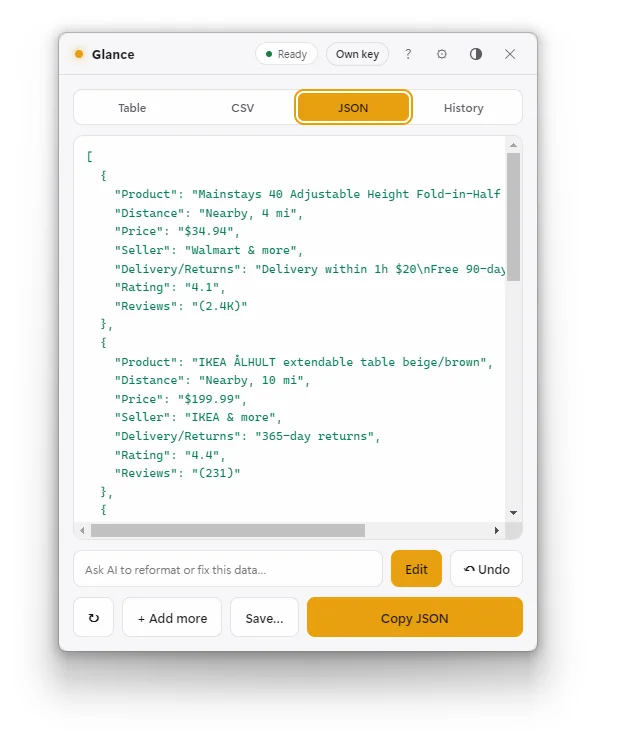 Glance
Ready
Own key
?
Table
CSV
JSON
History
[
{
"Product": "Mainstays 40 Adjustable Height Fold-in-Half
"Distance": "Nearby, 4 mi",
"Price": "$34.94",
"Seller": "Walmart & more",
"Delivery/Returns": "Delivery within 1h $20\nFree 90-day
"Rating": "4.1",
"Reviews": "(2.4K)"
},
{
"Product": "IKEA ÅLHULT extendable table beige/brown",
"Distance": "Nearby, 10 mi",
"Price": "$199.99",
"Seller": "IKEA & more",
"Delivery/Returns": "365-day returns",
"Rating": "4.4",
"Reviews": "(231)"
},
{
Ask AI to reformat or fix this data...
Edit
↶ Undo
↻
+ Add more
Save...
Copy JSON